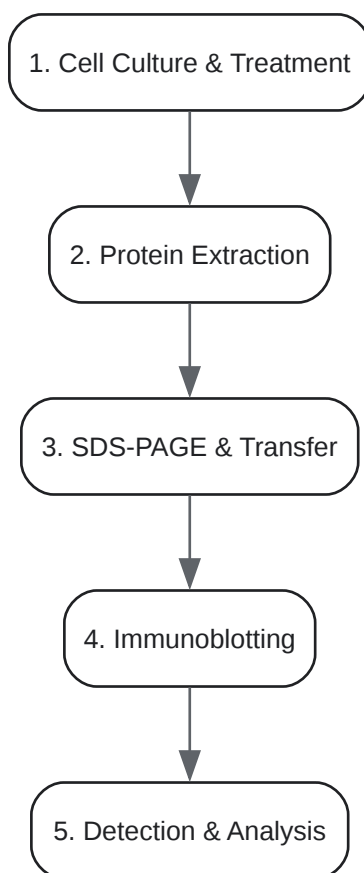 1. Cell Culture & Treatment
2. Protein Extraction
3. SDS-PAGE & Transfer
4. Immunoblotting
5. Detection & Analysis